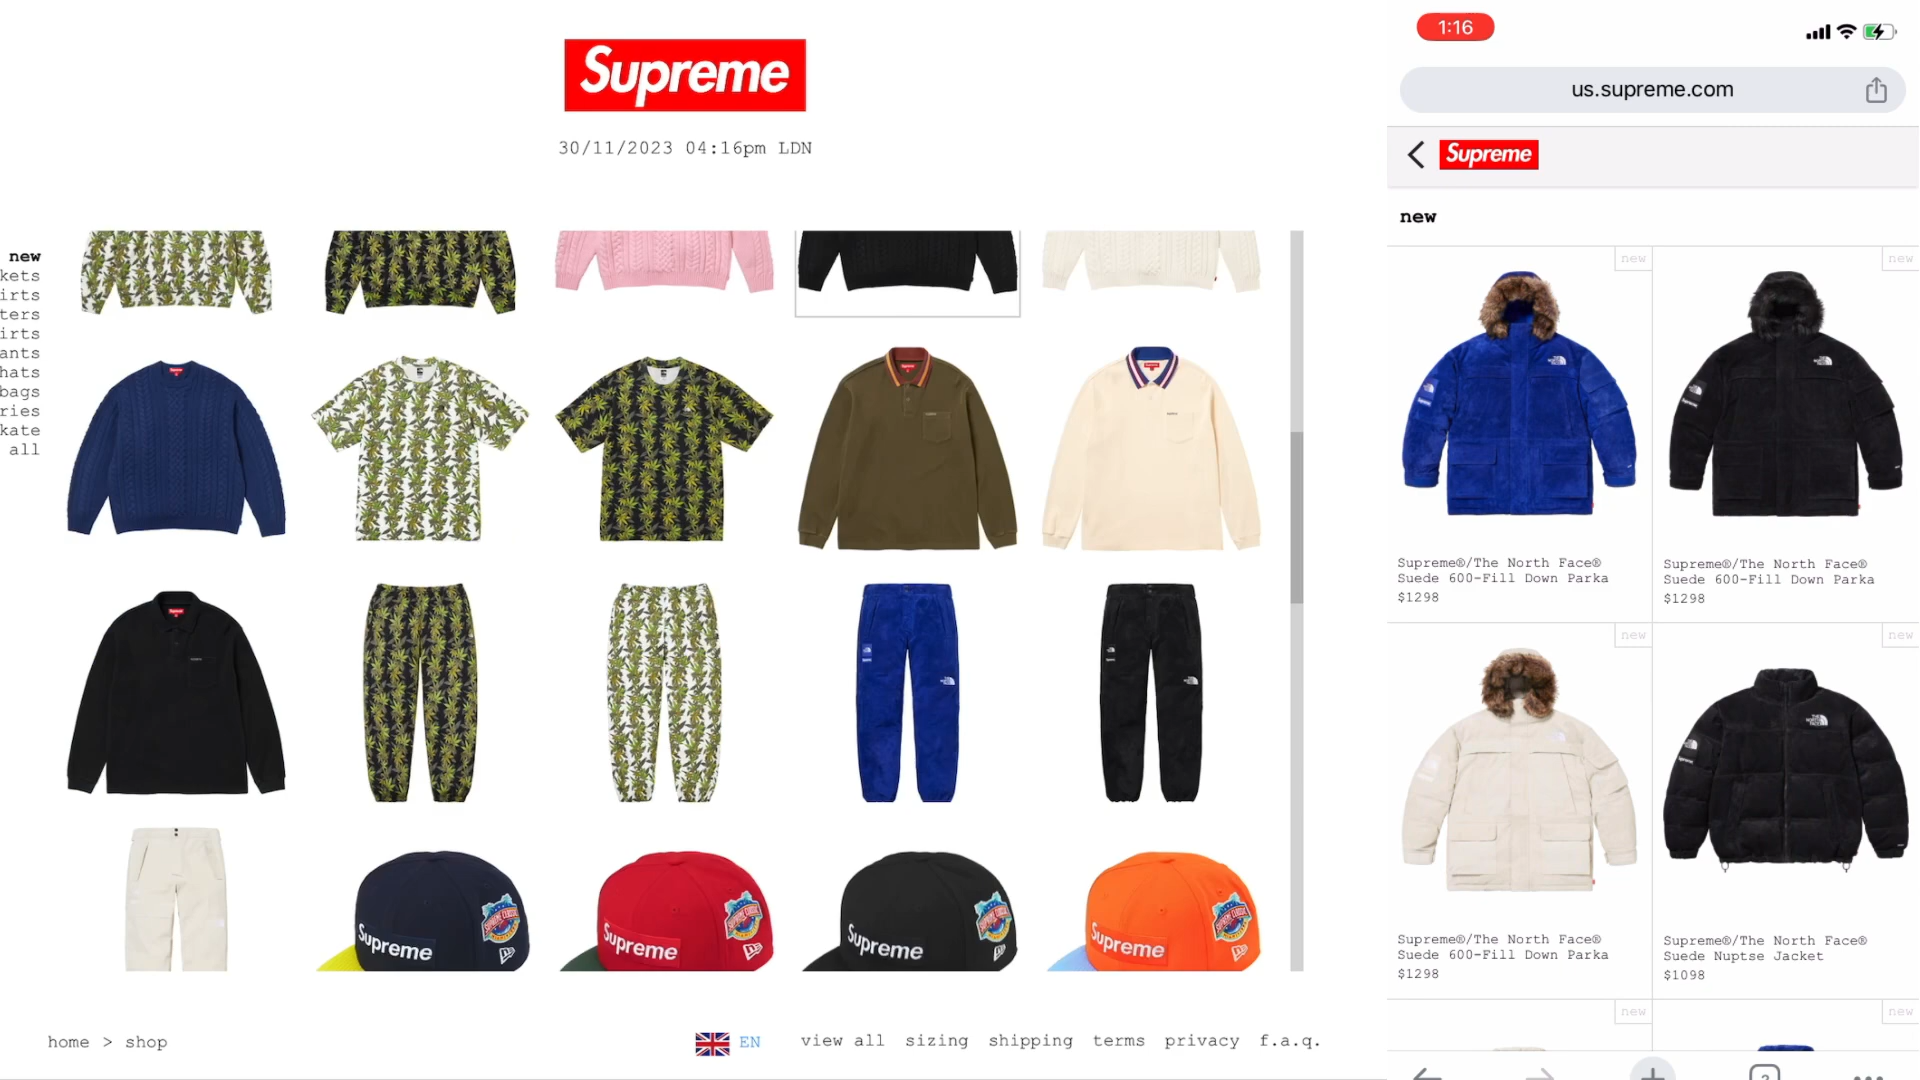 Supreme
30/11/2023 04:16pm LDN
new
kets
irts
ters
irts
ants
hats
bags
ries
kate
all
Supreme
Supreme
Supreme
Supreme
home > shop
EN
view all
sizing
shipping
terms
privacy
f.a.q.
1:16
us.supreme.com
Supreme
new
new
new
Supreme®/The North Face®
Suede 600-Fill Down Parka
$1298
Supreme®/The North Face®
Suede 600-Fill Down Parka
$1298
new
new
Supreme®/The North Face®
Suede 600-Fill Down Parka
$1298
Supreme®/The North Face®
Suede Nuptse Jacket
$1098
new
new